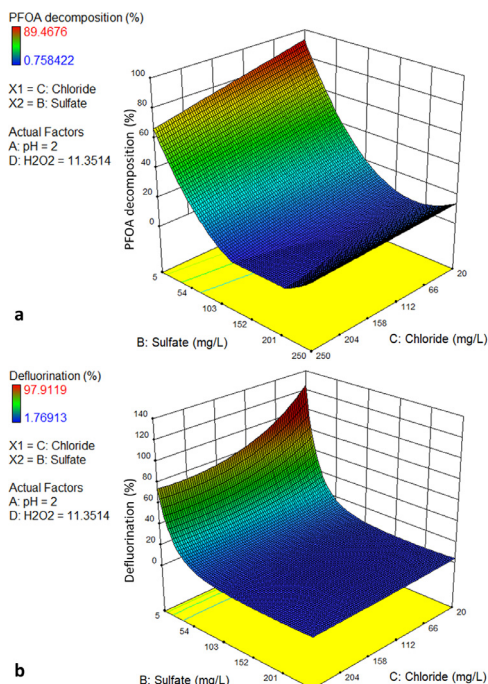 PFOA decomposition (%)
89.4676
0.758422
X1 = C: Chloride
X2 = B: Sulfate
Actual Factors
A: pH = 2
D: H2O2 = 11.3514
PFOA decomposition (%)
100
80
60
40
20
0
5
54
103
152
201
250
250
204
158
112
66
20
B: Sulfate (mg/L)
C: Chloride (mg/L)
a
Defluorination (%)
97.9119
1.76913
X1 = C: Chloride
X2 = B: Sulfate
Actual Factors
A: pH = 2
D: H2O2 = 11.3514
Defluorination (%)
140
120
100
80
60
40
20
0
5
54
103
152
201
204
158
112
66
20
B: Sulfate (mg/L)
C: Chloride (mg/L)
b